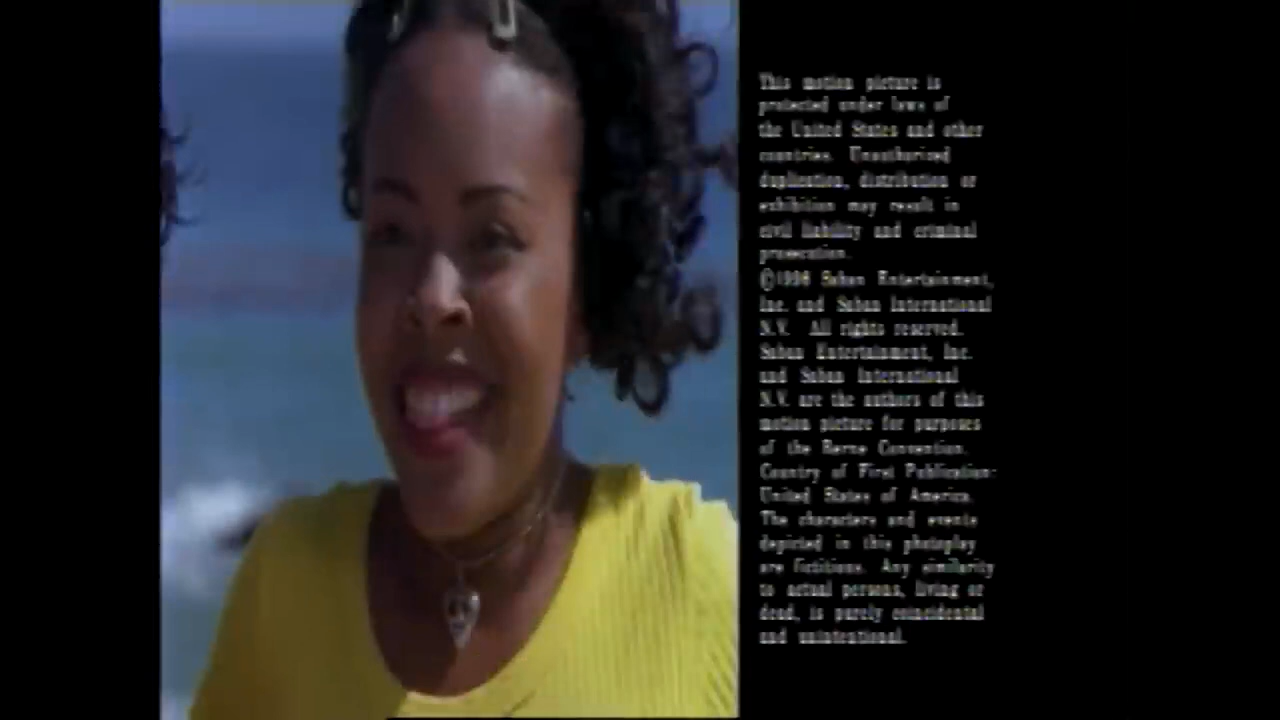 This motion picture is
protected under laws of
the United States and other
countries. Unauthorized
duplication, distribution or
exhibition may result in
civil liability and criminal
prosecution.
©1996 Saban Entertainment,
Inc. and Saban International
N.V. All rights reserved.
Saban Entertainment, Inc.
and Saban International
N.V. are the authors of this
motion picture for purposes
of the Berne Convention.
Country of First Publication:
United States of America.
The characters and events
depicted in this photoplay
are fictitious. Any similarity
to actual persons, living or
dead, is purely coincidental
and unintentional.